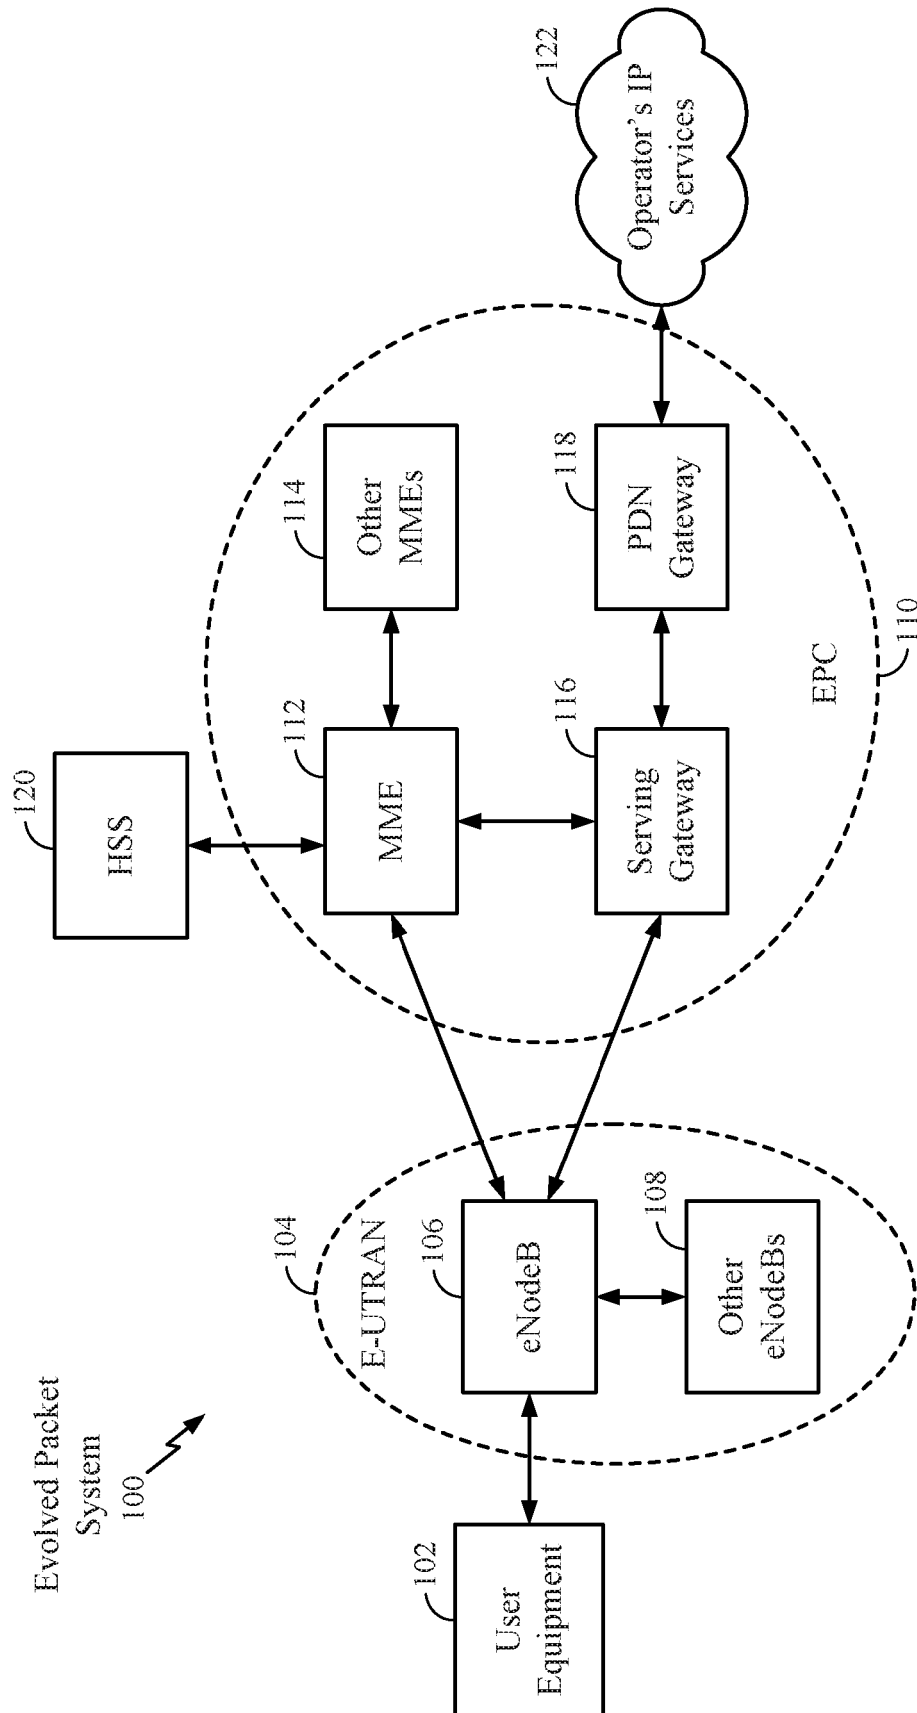 Evolved Packet
System
100
102
User
Equipment
104
E-UTRAN
106
eNodeB
108
Other
eNodeBs
120
HSS
112
MME
114
Other
MMEs
116
Serving
Gateway
118
PDN
Gateway
EPC
110
122
Operator's IP
Services